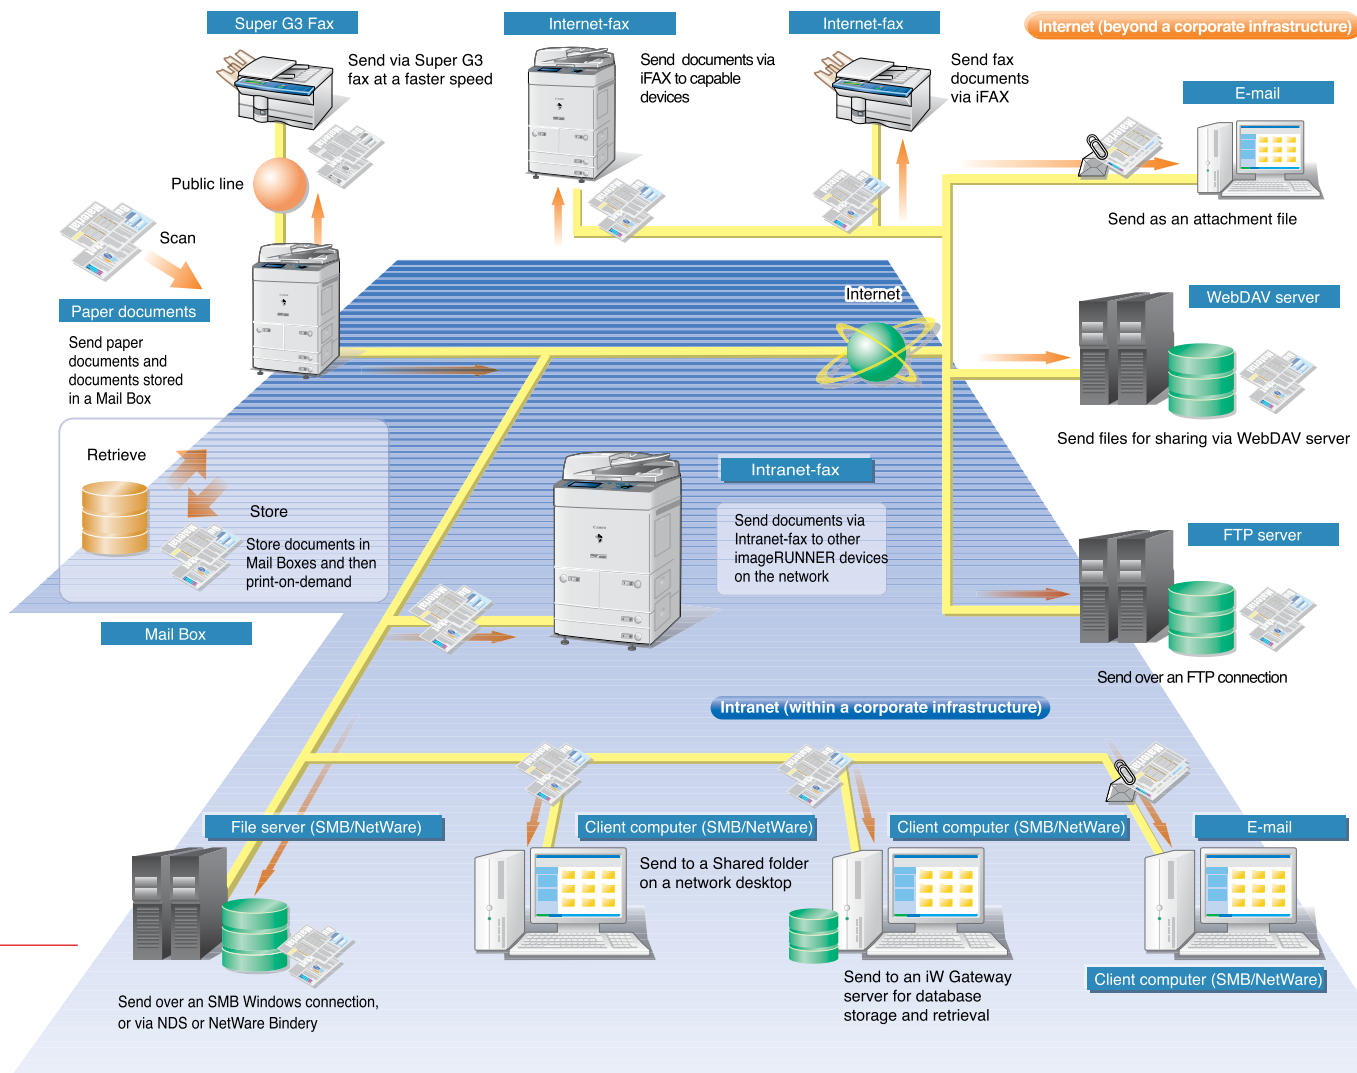 Super G3 Fax
Send via Super G3
fax at a faster speed
Internet-fax
Send documents via
iFAX to capable
devices
Internet-fax
Send fax
documents
via iFAX
Internet (beyond a corporate infrastructure)
E-mail
Send as an attachment file
Public line
Scan
Paper documents
Send paper
documents and
documents stored
in a Mail Box
Internet
WebDAV server
Send files for sharing via WebDAV server
Retrieve
Store
Store documents in
Mail Boxes and then
print-on-demand
Mail Box
Canon
Canon
Canon
Intranet-fax
Send documents via
Intranet-fax to other
imageRUNNER devices
on the network
FTP server
Send over an FTP connection
Intranet (within a corporate infrastructure)
File server (SMB/NetWare)
Send over an SMB Windows connection,
or via NDS or NetWare Bindery
Client computer (SMB/NetWare)
Send to a Shared folder
on a network desktop
Client computer (SMB/NetWare)
Send to an iW Gateway
server for database
storage and retrieval
E-mail
Client computer (SMB/NetWare)